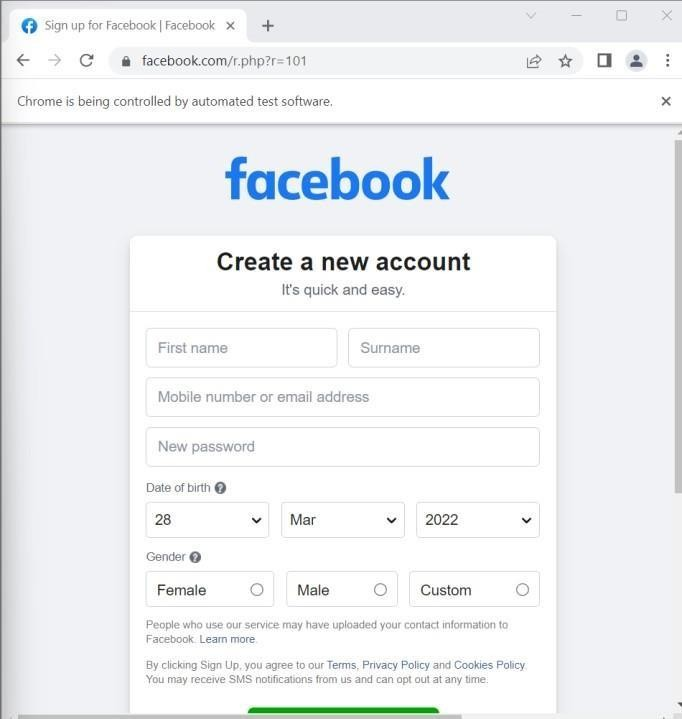 Sign up for Facebook | Facebook
facebook.com/r.php?r=101
Chrome is being controlled by automated test software.
facebook
Create a new account
It's quick and easy.
First name Surname
Mobile number or email address
New password
Date of birth ?
28 Mar 2022
Gender ?
Female Male Custom
People who use our service may have uploaded your contact information to
Facebook. Learn more.
By clicking Sign Up, you agree to our Terms, Privacy Policy and Cookies Policy.
You may receive SMS notifications from us and can opt out at any time.